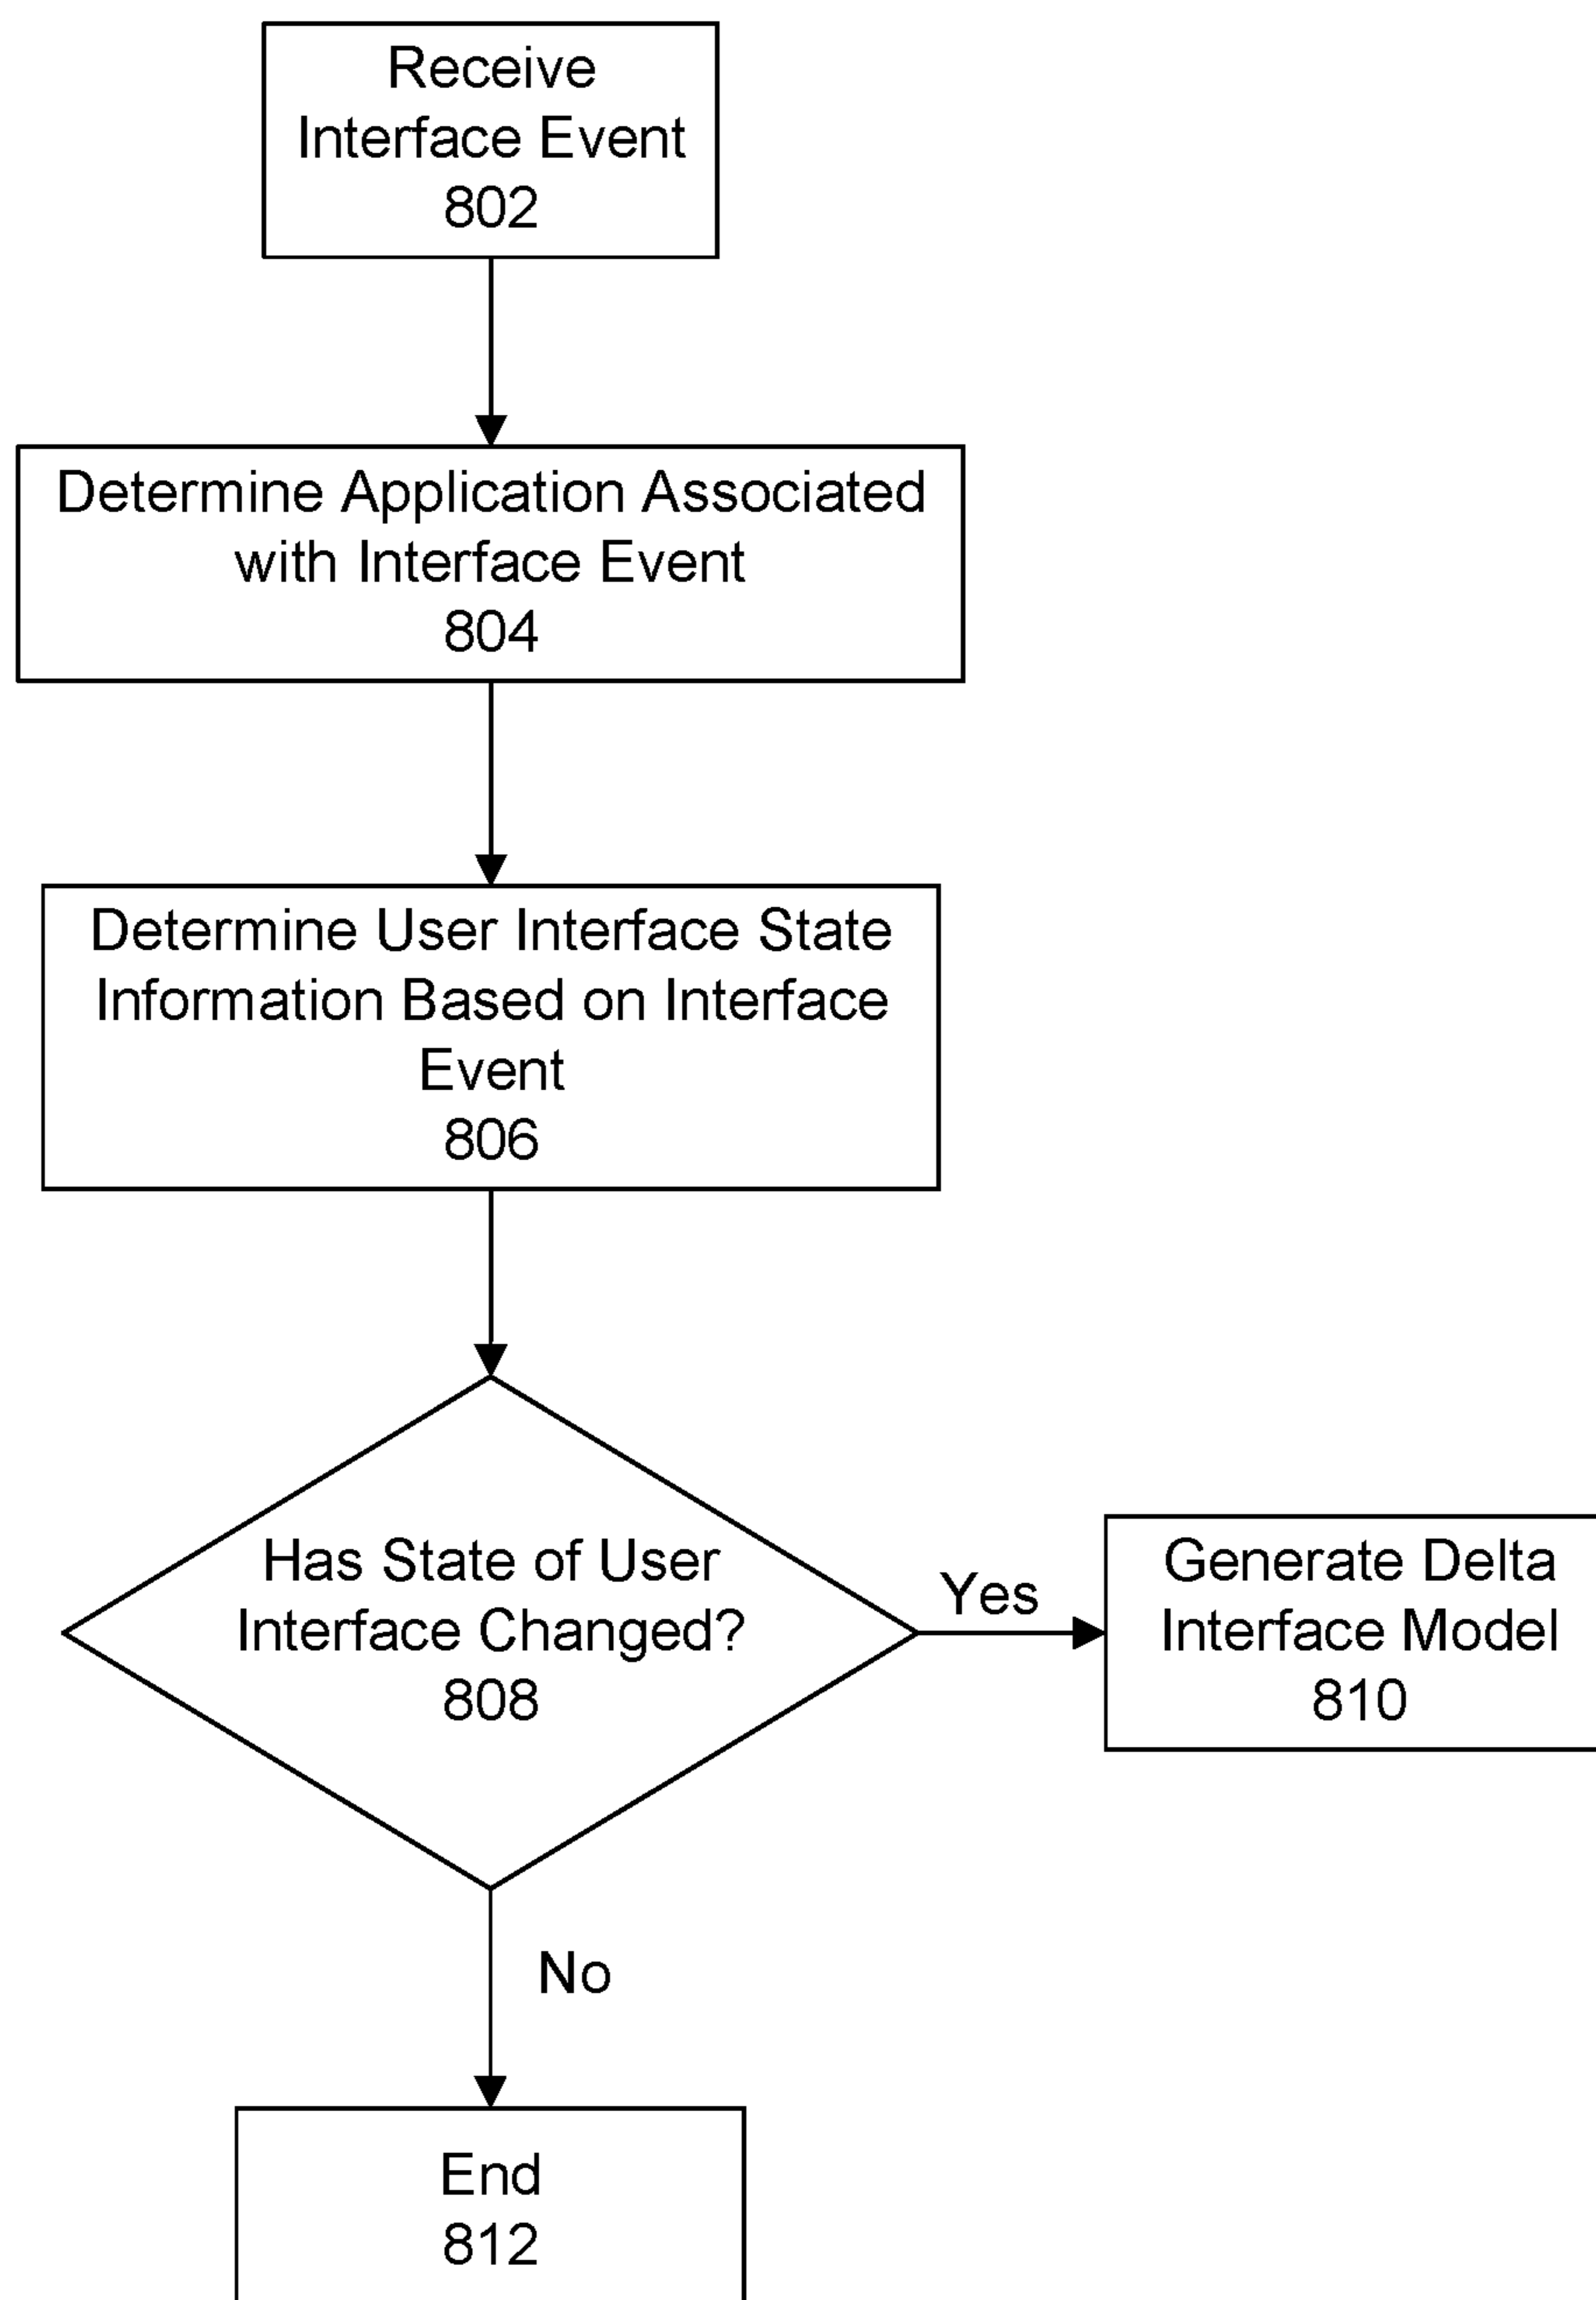 Receive
Interface Event
802
Determine Application Associated
with Interface Event
804
Determine User Interface State
Information Based on Interface
Event
806
Has State of User
Interface Changed?
808
Yes
Generate Delta
Interface Model
810
No
End
812